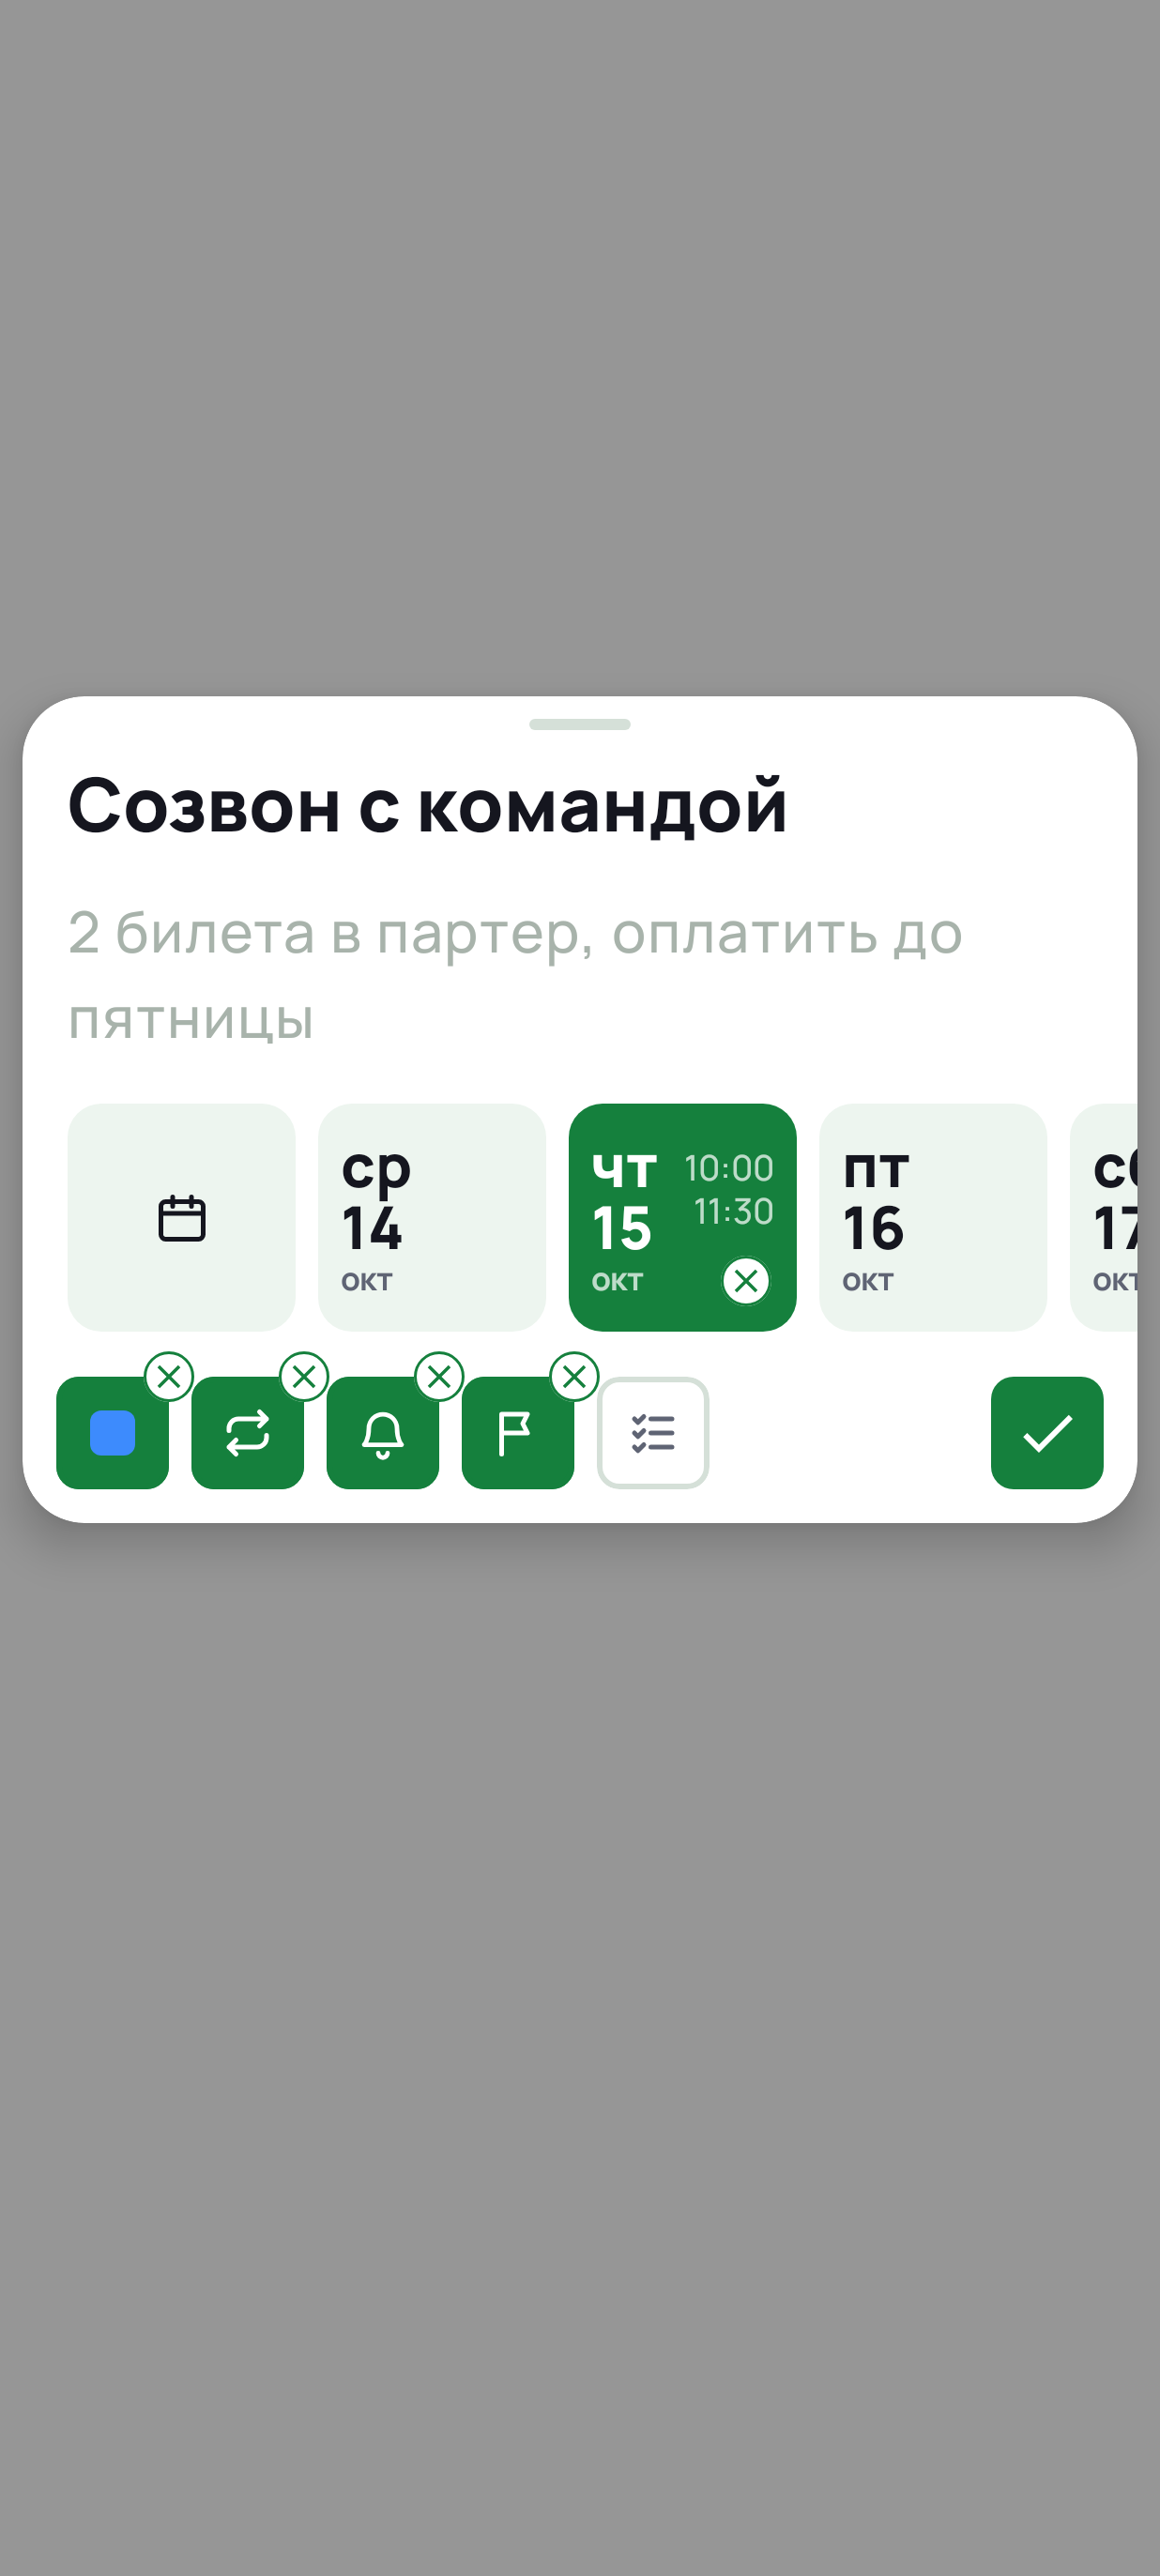 Созвон с командой
2 билета в партер, оплатить до
пятницы
ср
14
окт
чт
15
окт
10:00
11:30
пт
16
окт
17